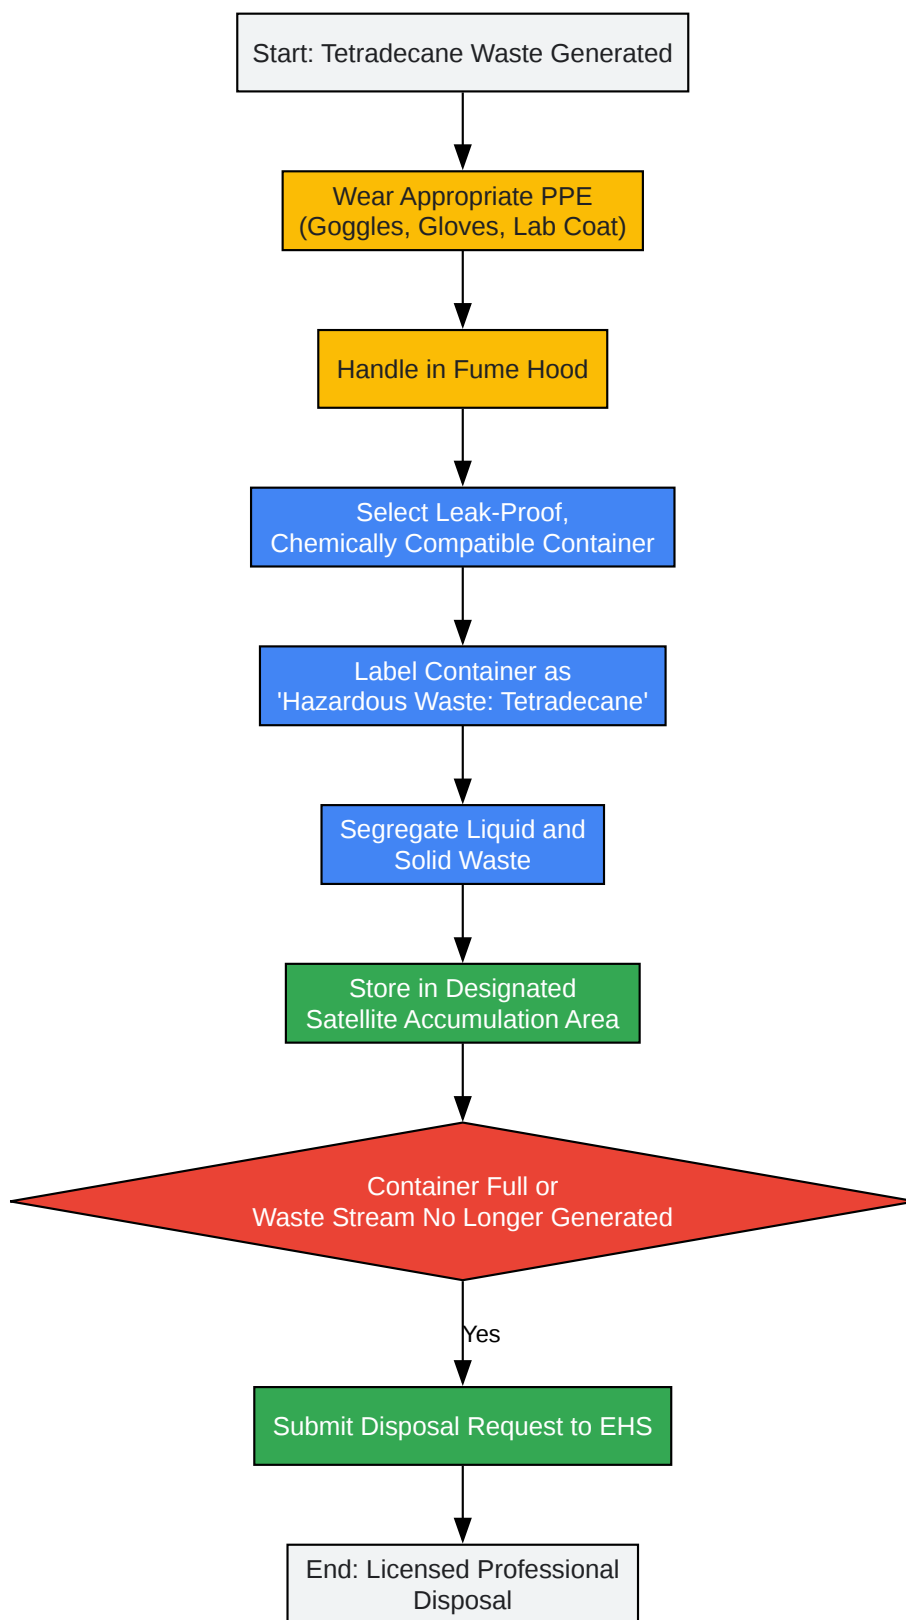 Start: Tetradecane Waste Generated
Wear Appropriate PPE
(Goggles, Gloves, Lab Coat)
Handle in Fume Hood
Select Leak-Proof,
Chemically Compatible Container
Label Container as
'Hazardous Waste: Tetradecane'
Segregate Liquid and
Solid Waste
Store in Designated
Satellite Accumulation Area
Container Full or
Waste Stream No Longer Generated
Yes
Submit Disposal Request to EHS
End: Licensed Professional
Disposal